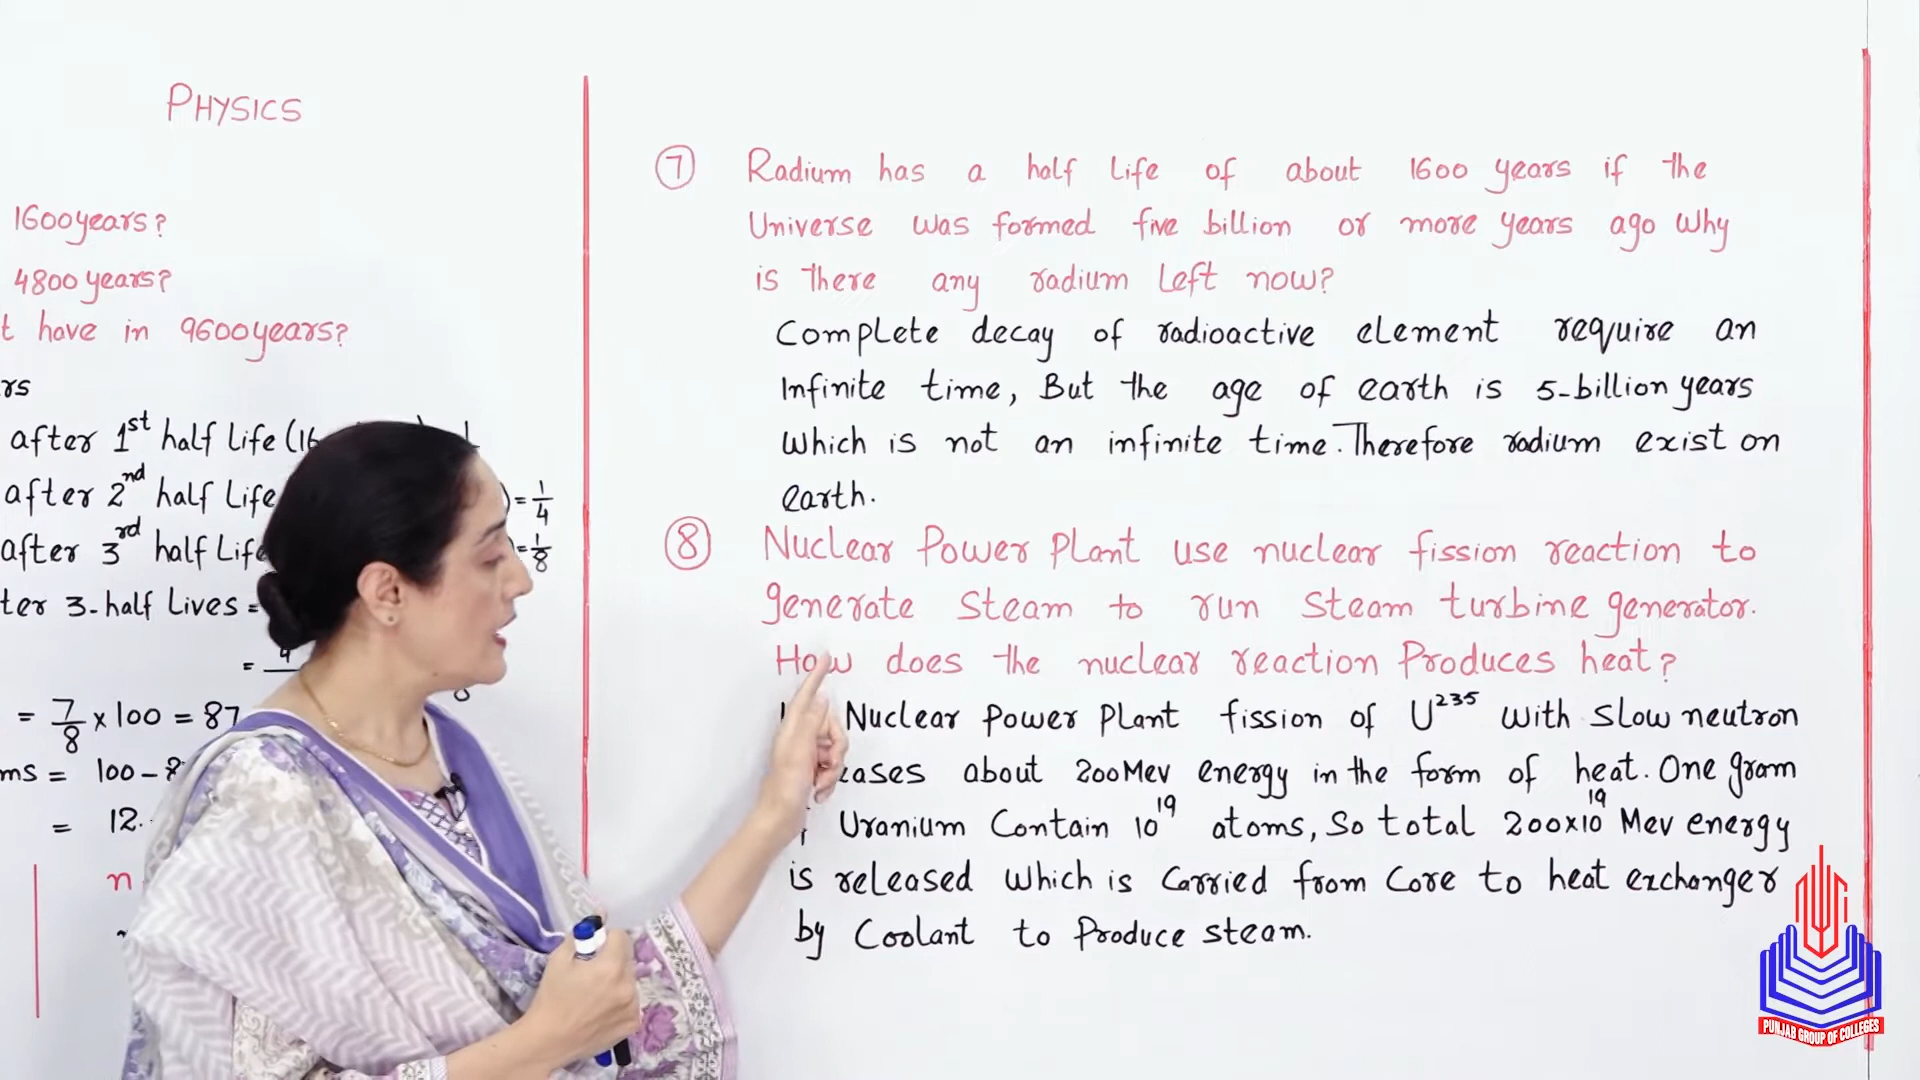 PHYSICS
1600years?
4800years?
t have in 9600years?
rs
after 1st half life (16
after 2nd half Life ) = 1/4
after 3rd half Life ) = 1/8
ter 3-half Lives =
=
= 7/8 x 100 = 87
ms = 100 - 8
= 12.
n
7 Radium has a half life of about 1600 years if the
Universe was formed five billion or more years ago Why
is there any radium Left now?
Complete decay of radioactive element require an
Infinite time, But the age of earth is 5-billion years
Which is not an infinite time. Therefore radium exist on
earth.
8 Nuclear Power Plant use nuclear fission reaction to
generate Steam to run Steam turbine generator.
How does the nuclear reaction Produces heat?
Nuclear Power Plant fission of U235 with slow neutron
eases about 200 Mev energy in the form of heat. One gram
Uranium Contain 10^19 atoms, So total 200x10^19 Mev energy
is released which is Carried from Core to heat exchanger
by Coolant to Produce steam.
PUNJAB GROUP OF COLLEGES